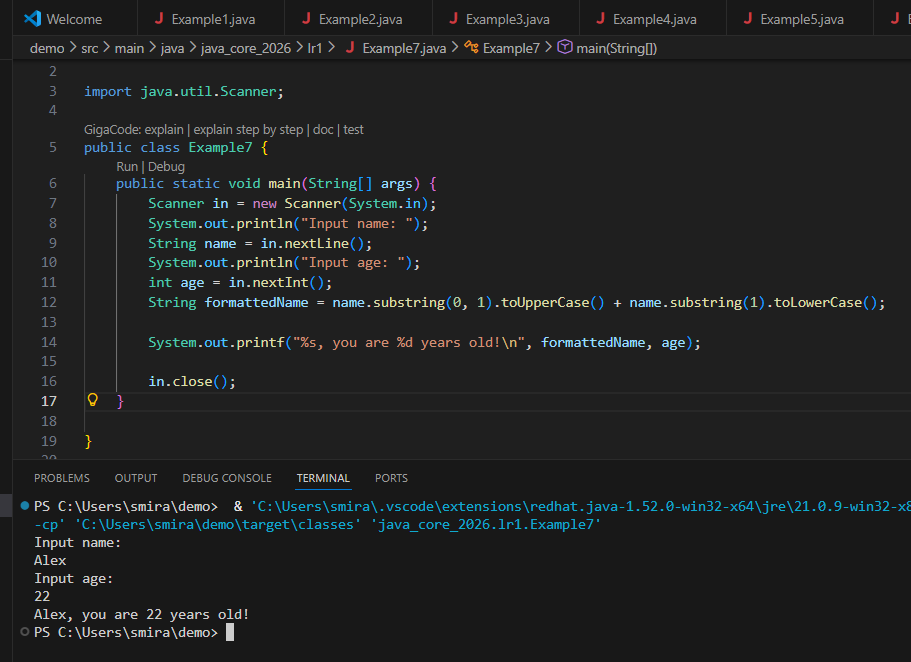 Welcome
J Example1.java
J Example2.java
J Example3.java
J Example4.java
J Example5.java
J
demo > src > main > java > java_core_2026 > lr1 > J Example7.java > Example7 > main(String[])
2
3 import java.util.Scanner;
4
GigaCode: explain | explain step by step | doc | test
5 public class Example7 {
Run | Debug
6 public static void main(String[] args) {
7 Scanner in = new Scanner(System.in);
8 System.out.println("Input name: ");
9 String name = in.nextLine();
10 System.out.println("Input age: ");
11 int age = in.nextInt();
12 String formattedName = name.substring(0, 1).toUpperCase() + name.substring(1).toLowerCase();
13
14 System.out.printf("%s, you are %d years old!\n", formattedName, age);
15
16 in.close();
17 }
18
19 }
20
PROBLEMS OUTPUT DEBUG CONSOLE TERMINAL PORTS
PS C:\Users\smira\demo> & 'C:\Users\smira\.vscode\extensions\redhat.java-1.52.0-win32-x64\jre\21.0.9-win32-x8
-cp' 'C:\Users\smira\demo\target\classes' 'java_core_2026.lr1.Example7'
Input name:
Alex
Input age:
22
Alex, you are 22 years old!
PS C:\Users\smira\demo>